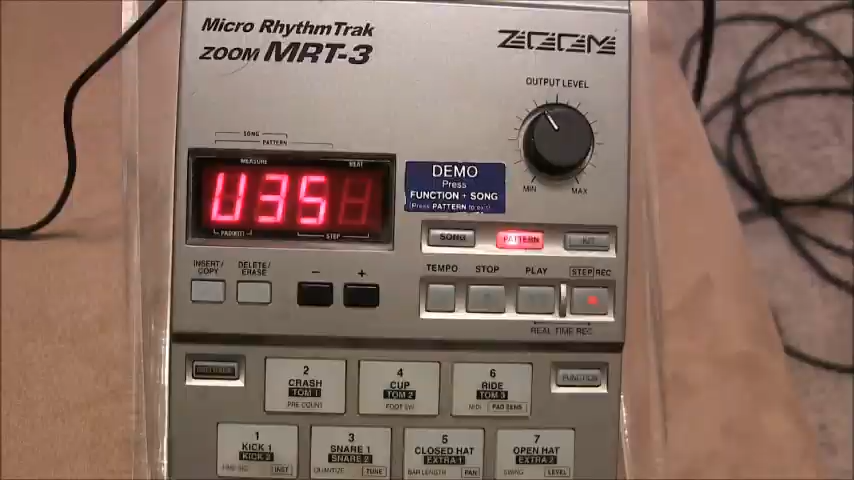 Micro RhythmTrak
ZOOM MRT-3
ZOOM
OUTPUT LEVEL
MIN MAX
SONG
PATTERN
MEASURE BEAT
U35
STEP
DEMO
Press
FUNCTION + SONG
(Press PATTERN to exit)
SONG PATTERN KIT
INSERT/
COPY
DELETE/
ERASE
− +
TEMPO STOP PLAY STEP REC
REAL TIME REC
FUNCTION
2
CRASH
TOM 1
PRE COUNT
4
CUP
TOM 2
FOOT SW
6
RIDE
TOM 3
MIDI PAD SENS
1
KICK 1
KICK 2
INST
3
SNARE 1
SNARE 2
QUANTIZE TUNE
5
CLOSED HAT
EXTRA 1
BAR LENGTH PAN
7
OPEN HAT
EXTRA 2
SWING LEVEL